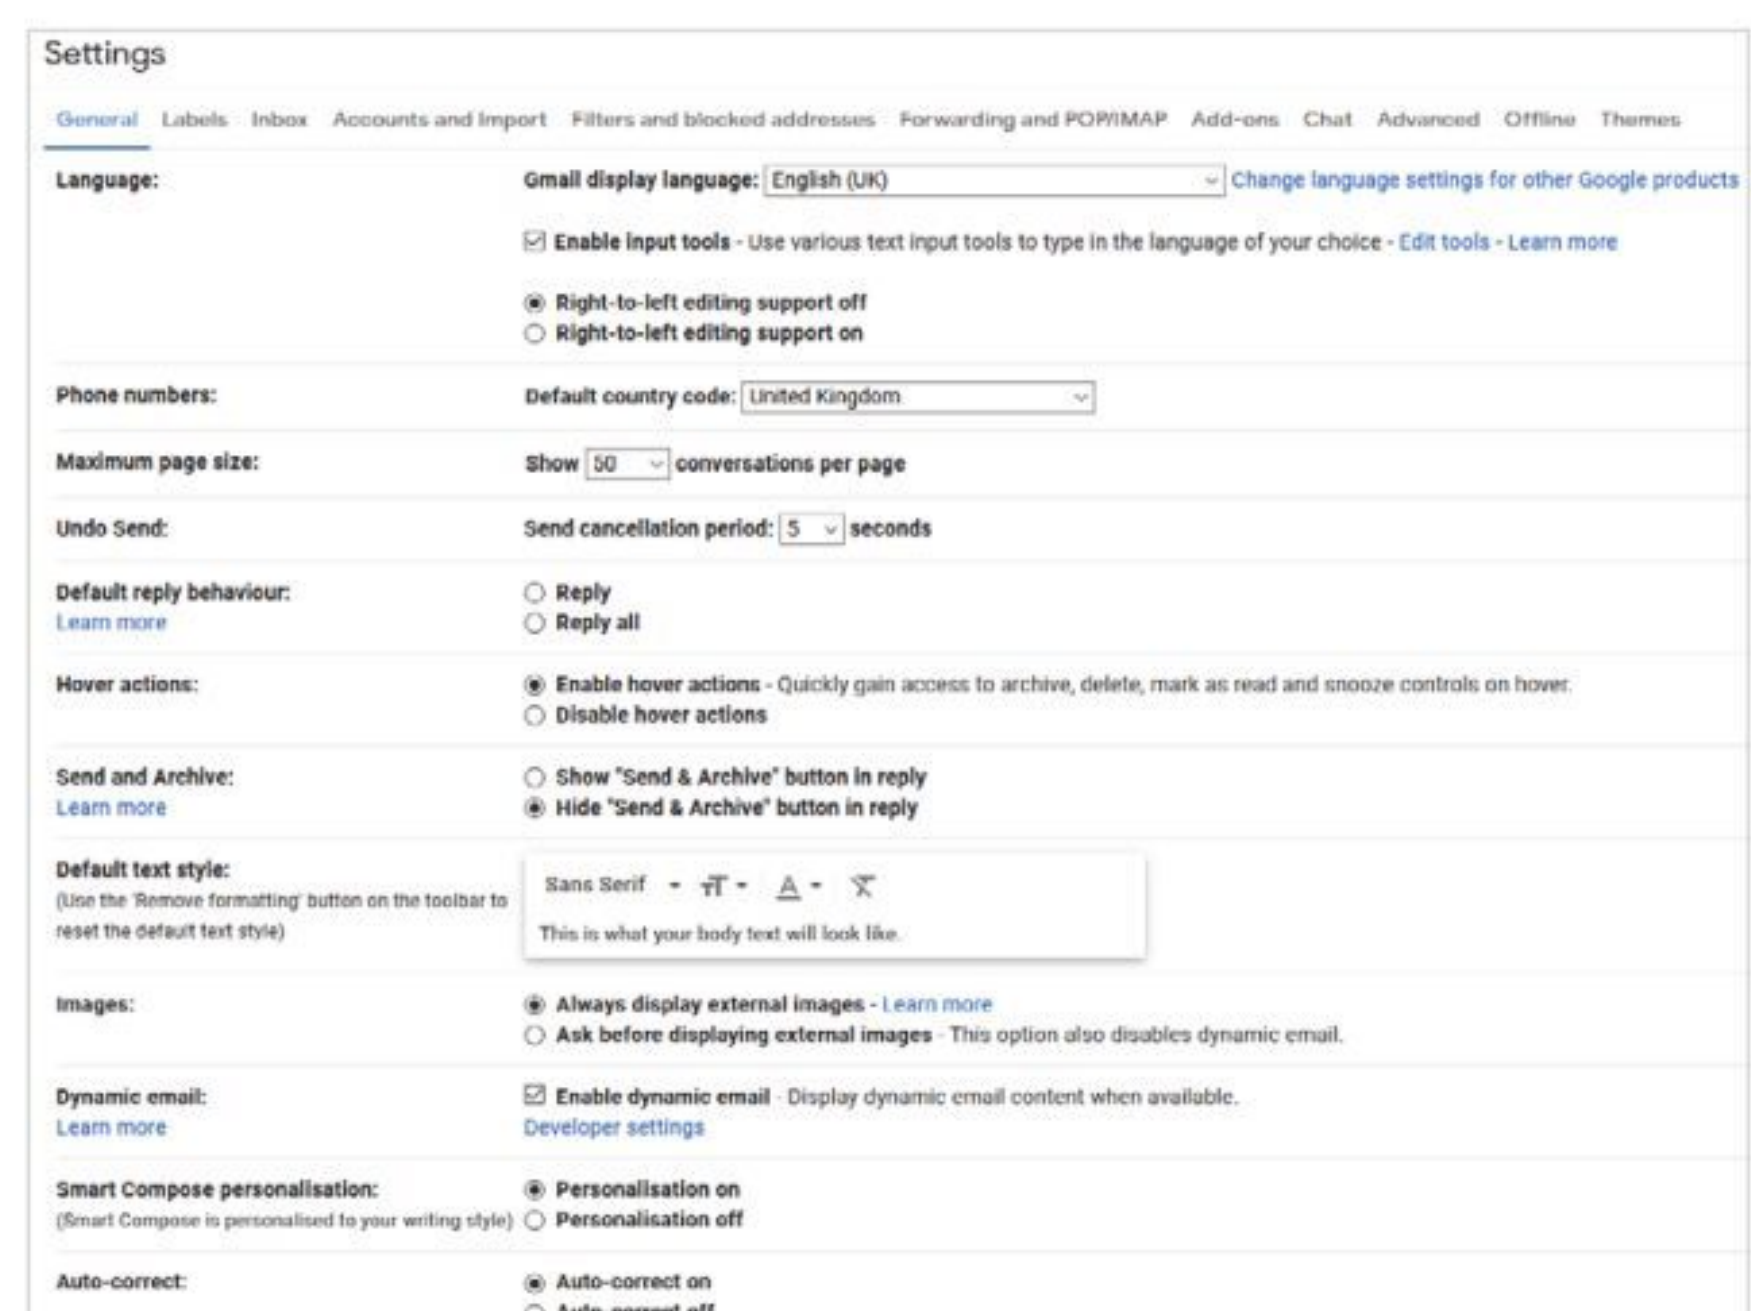 Settings
General Labels Inbox Accounts and Import Filters and blocked addresses Forwarding and POP/IMAP Add-ons Chat Advanced Offline Themes
Language: Gmail display language: English (UK) Change language settings for other Google products
Enable input tools - Use various text input tools to type in the language of your choice - Edit tools - Learn more
Right-to-left editing support off
Right-to-left editing support on
Phone numbers: Default country code: United Kingdom
Maximum page size: Show 50 conversations per page
Undo Send: Send cancellation period: 5 seconds
Default reply behaviour: Reply
Learn more Reply all
Hover actions: Enable hover actions - Quickly gain access to archive, delete, mark as read and snooze controls on hover.
Disable hover actions
Send and Archive: Show "Send & Archive" button in reply
Learn more Hide "Send & Archive" button in reply
Default text style: Sans Serif
(Use the 'Remove formatting' button on the toolbar to
reset the default text style) This is what your body text will look like.
Images: Always display external images - Learn more
Ask before displaying external images - This option also disables dynamic email.
Dynamic email: Enable dynamic email - Display dynamic email content when available.
Learn more Developer settings
Smart Compose personalisation: Personalisation on
(Smart Compose is personalised to your writing style) Personalisation off
Auto-correct: Auto-correct on
Auto-correct off